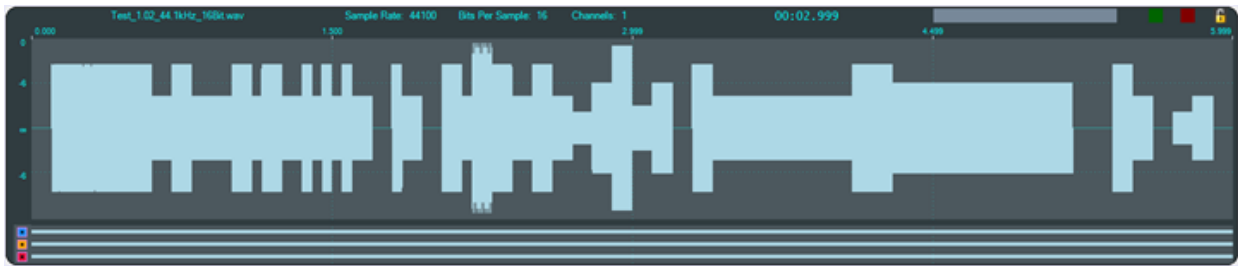 Test_1.02_44.1kHz_16Bit.wav Sample Rate: 44100 Bits Per Sample: 16 Channels: 1 00:02.999
0.000 1.500 2.999 4.499 5.999
0
-6
∞
-6